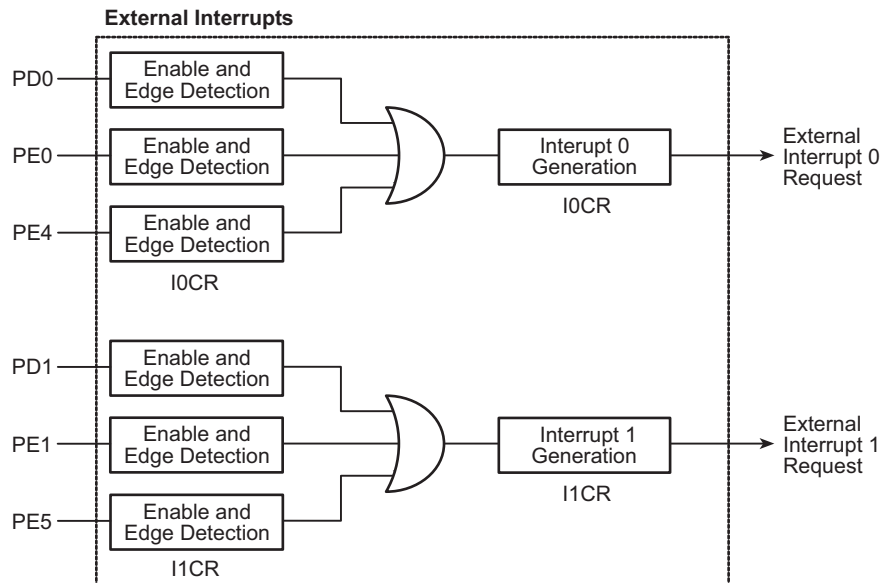 External Interrupts
PD0
Enable and
Edge Detection
PE0
Enable and
Edge Detection
PE4
Enable and
Edge Detection
I0CR
Interupt 0
Generation
I0CR
External
Interrupt 0
Request
PD1
Enable and
Edge Detection
PE1
Enable and
Edge Detection
PE5
Enable and
Edge Detection
I1CR
Interrupt 1
Generation
I1CR
External
Interrupt 1
Request